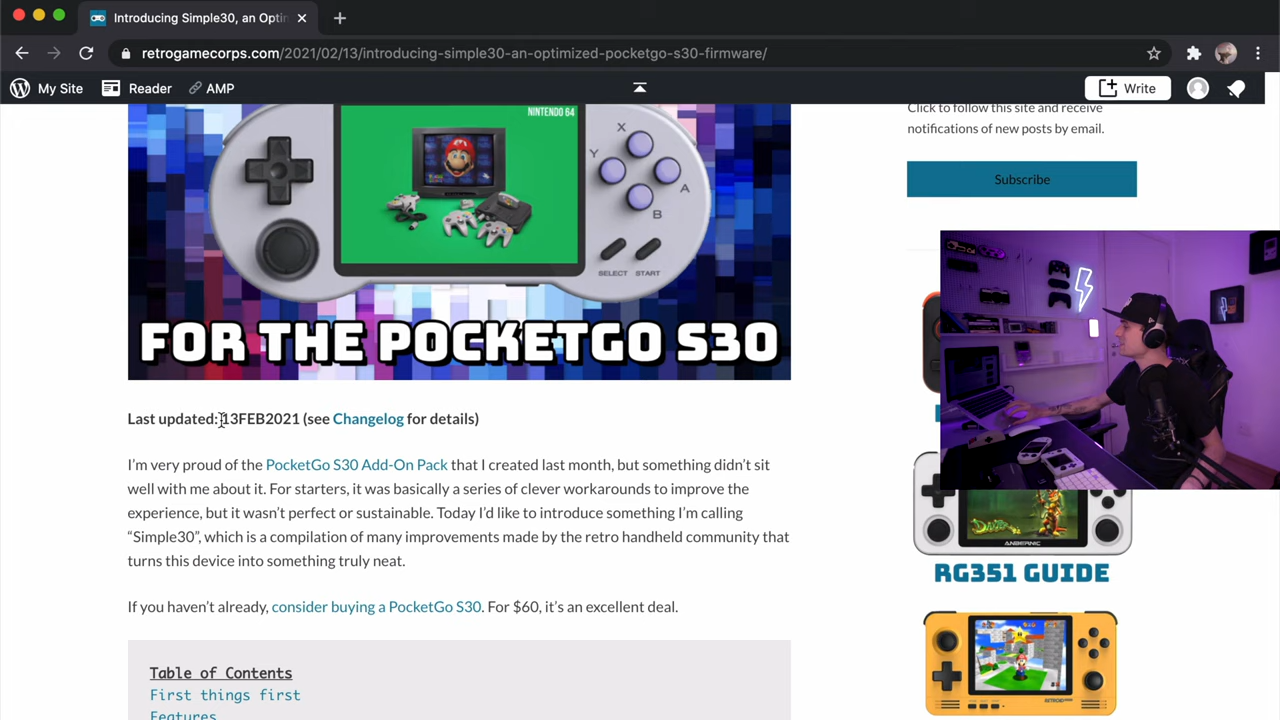 Introducing Simple30, an Opti
retrogamecorps.com/2021/02/13/introducing-simple30-an-optimized-pocketgo-s30-firmware/
My Site Reader AMP Write
NINTENDO 64
X
Y
A
B
SELECT START
FOR THE POCKETGO S30
Last updated: 13FEB2021 (see Changelog for details)
I'm very proud of the PocketGo S30 Add-On Pack that I created last month, but something didn't sit
well with me about it. For starters, it was basically a series of clever workarounds to improve the
experience, but it wasn't perfect or sustainable. Today I'd like to introduce something I'm calling
“Simple30”, which is a compilation of many improvements made by the retro handheld community that
turns this device into something truly neat.
If you haven't already, consider buying a PocketGo S30. For $60, it's an excellent deal.
Table of Contents
First things first
Features
Click to follow this site and receive
notifications of new posts by email.
Subscribe
ANBERNIC
RG351 GUIDE